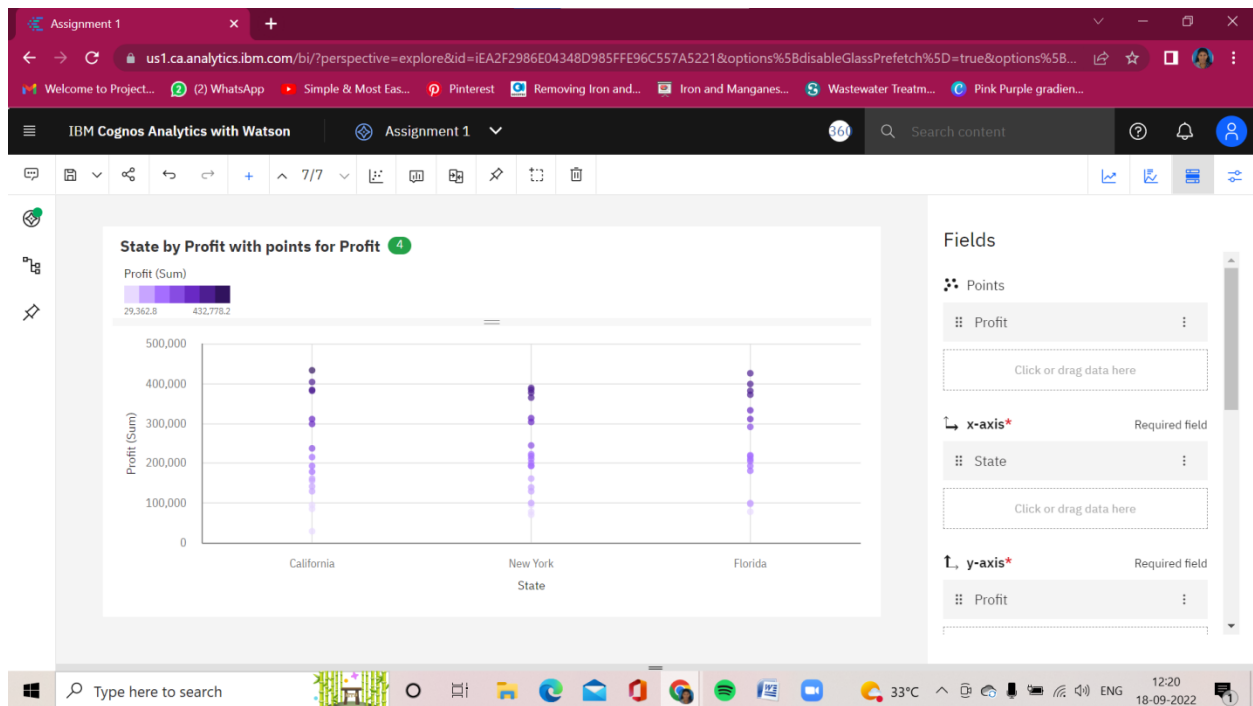 Assignment 1
us1.ca.analytics.ibm.com/bi/?perspective=explore&id=iEA2F2986E04348D985FFE96C557A5221&options%5BdisableGlassPrefetch%5D=true&options%5B...
Welcome to Project...
(2) WhatsApp
Simple & Most Eas...
Pinterest
Removing Iron and...
Iron and Manganes...
Wastewater Treatm...
Pink Purple gradien...
IBM Cognos Analytics with Watson
Assignment 1
360
Search content
7/7
State by Profit with points for Profit 4
Profit (Sum)
29,362.8 432,778.2
500,000
400,000
300,000
200,000
100,000
0
Profit (Sum)
California New York Florida
State
Fields
Points
Profit
Click or drag data here
x-axis* Required field
State
Click or drag data here
y-axis* Required field
Profit
Type here to search
33°C
ENG
12:20
18-09-2022
1